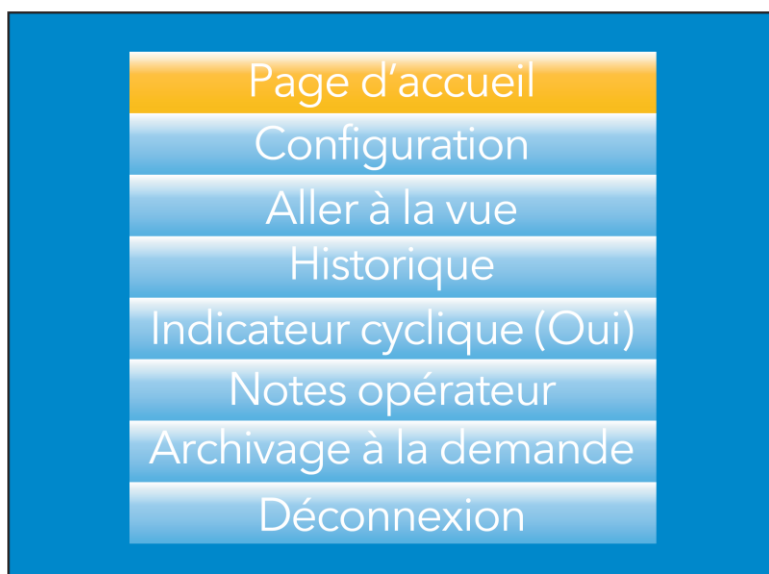 Page d’accueil
Configuration
Aller à la vue
Historique
Indicateur cyclique (Oui)
Notes opérateur
Archivage à la demande
Déconnexion